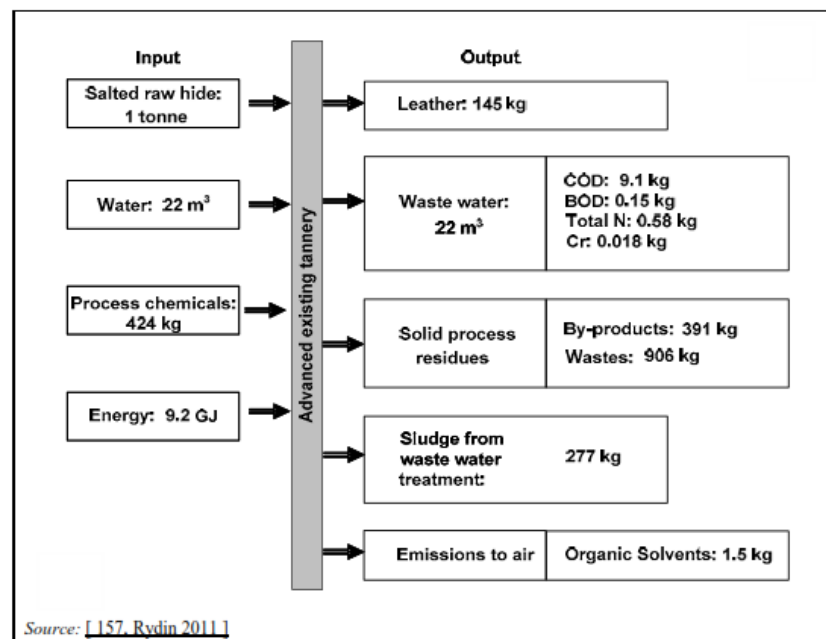 Input
Output
Salted raw hide:
1 tonne
Leather: 145 kg
Water: 22 m³
Waste water:
22 m³
COD: 9.1 kg
BOD: 0.15 kg
Total N: 0.58 kg
Cr: 0.018 kg
Process chemicals:
424 kg
Solid process
residues
By-products: 391 kg
Wastes: 906 kg
Energy: 9.2 GJ
Advanced existing tannery
Sludge from
waste water
treatment:
277 kg
Emissions to air
Organic Solvents: 1.5 kg
Source: [ 157, Rydin 2011 ]